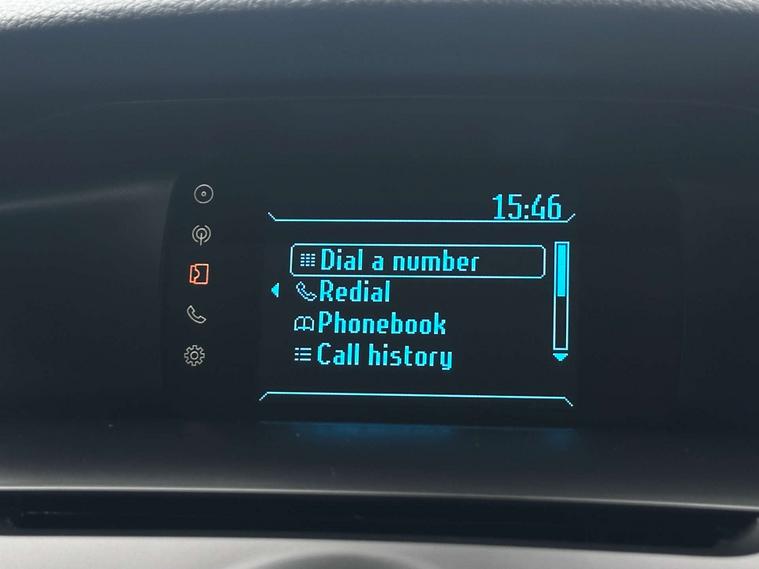 15:46
Dial a number
Redial
Phonebook
Call history